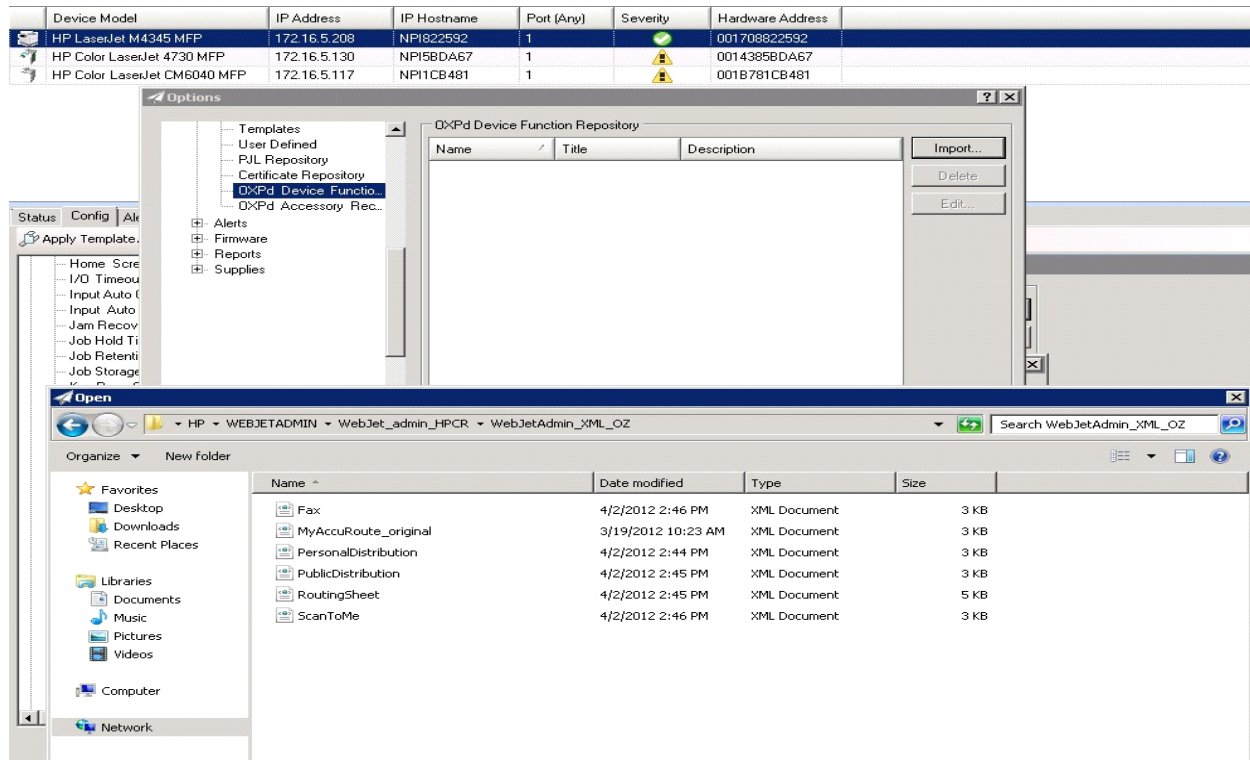 Device Model IP Address IP Hostname Port (Any) Severity Hardware Address
HP LaserJet M4345 MFP 172.16.5.208 NPI822592 1 001708822592
HP Color LaserJet 4730 MFP 172.16.5.130 NPI5BDA67 1 0014385BDA67
HP Color LaserJet CM6040 MFP 172.16.5.117 NPI1CB481 1 001B781CB481
Options
Templates
User Defined
PJL Repository
Certificate Repository
OXPd Device Functio...
OXPd Accessory Rec...
Alerts
Firmware
Reports
Supplies
OXPd Device Function Repository
Name Title Description
Import...
Delete
Edit...
Status Config Ale
Apply Template.
Home Scre
I/O Timeou
Input Auto
Input Auto
Jam Recov
Job Hold Ti
Job Retenti
Job Storage
Open
HP WEBJETADMIN WebJet_admin_HPCR WebJetAdmin_XML_OZ
Search WebJetAdmin_XML_OZ
Organize New folder
Favorites
Desktop
Downloads
Recent Places
Libraries
Documents
Music
Pictures
Videos
Computer
Network
Name Date modified Type Size
Fax 4/2/2012 2:46 PM XML Document 3 KB
MyAccuRoute_original 3/19/2012 10:23 AM XML Document 3 KB
PersonalDistribution 4/2/2012 2:44 PM XML Document 3 KB
PublicDistribution 4/2/2012 2:45 PM XML Document 3 KB
RoutingSheet 4/2/2012 2:45 PM XML Document 5 KB
ScanToMe 4/2/2012 2:46 PM XML Document 3 KB